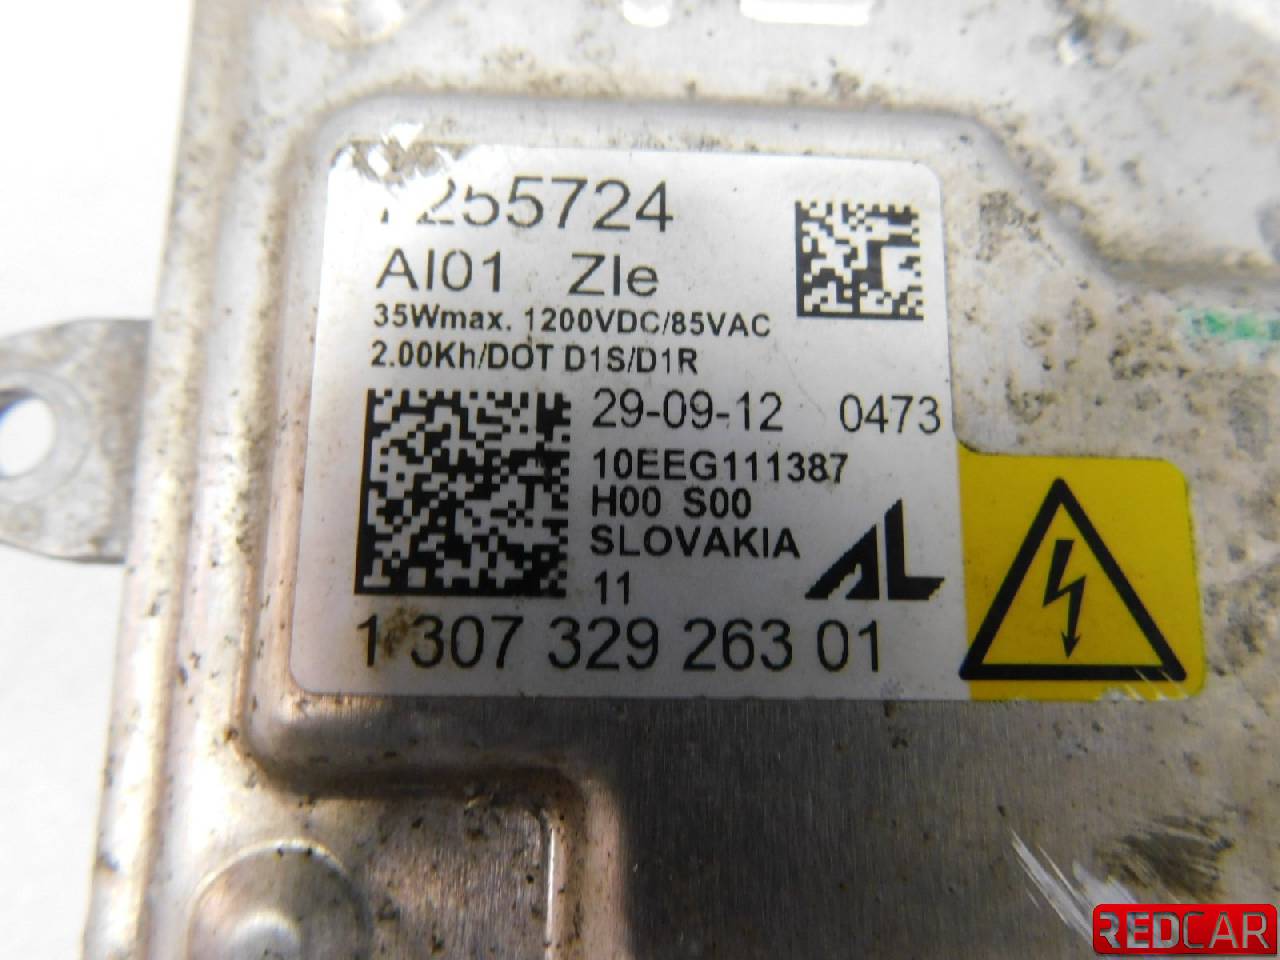 255724
AI01 ZIe
35Wmax. 1200VDC/85VAC
2.00Kh/DOT D1S/D1R
29-09-12 0473
10EEG111387
H00 S00
SLOVAKIA
AL
11
1 307 329 263 01
REDCAR